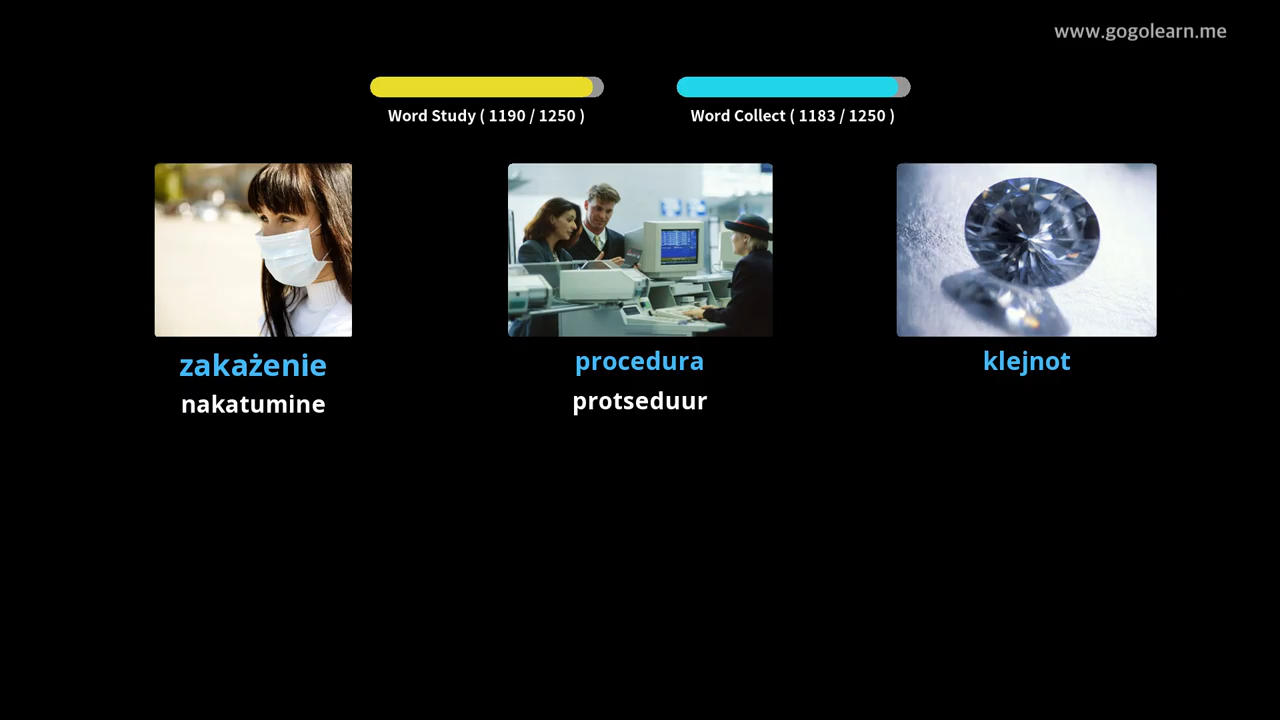 www.gogolearn.me
Word Study ( 1190 / 1250 )
Word Collect ( 1183 / 1250 )
zakażenie
nakatumine
procedura
protseduur
klejnot